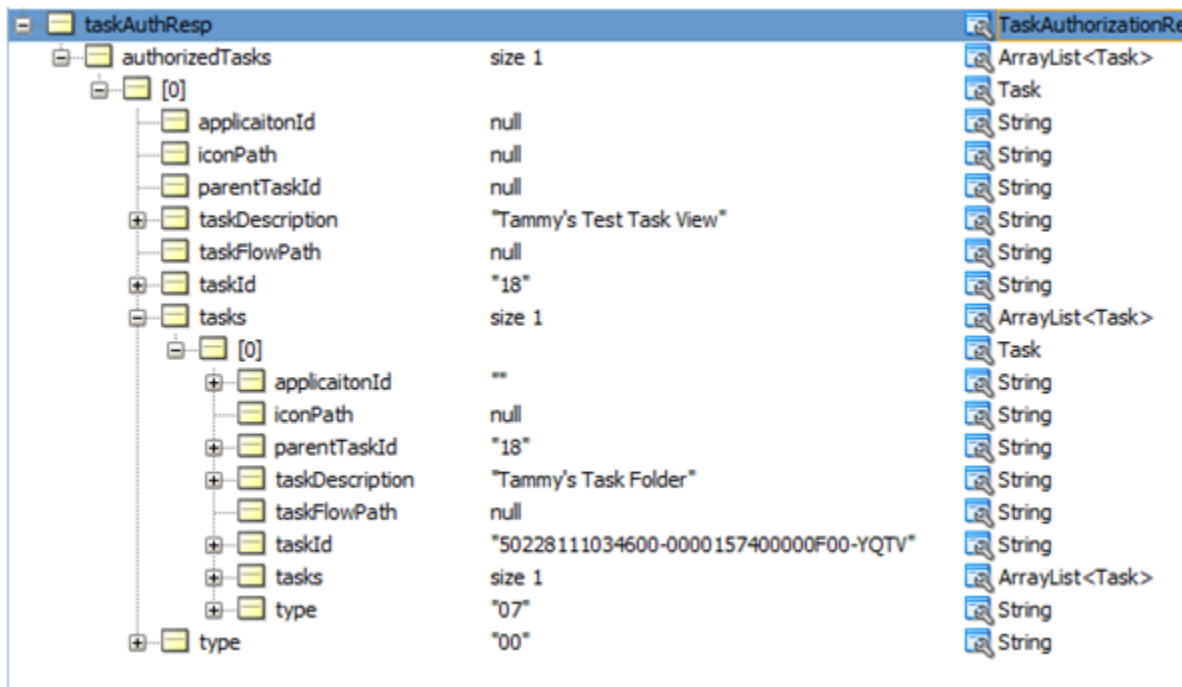 taskAuthResp TaskAuthorizationRe
authorizedTasks size 1 ArrayList<Task>
[0] Task
applicaitonId null String
iconPath null String
parentTaskId null String
taskDescription "Tammy's Test Task View" String
taskFlowPath null String
taskId "18" String
tasks size 1 ArrayList<Task>
[0] Task
applicaitonId "" String
iconPath null String
parentTaskId "18" String
taskDescription "Tammy's Task Folder" String
taskFlowPath null String
taskId "50228111034600-0000157400000F00-YQTV" String
tasks size 1 ArrayList<Task>
type "07" String
type "00" String